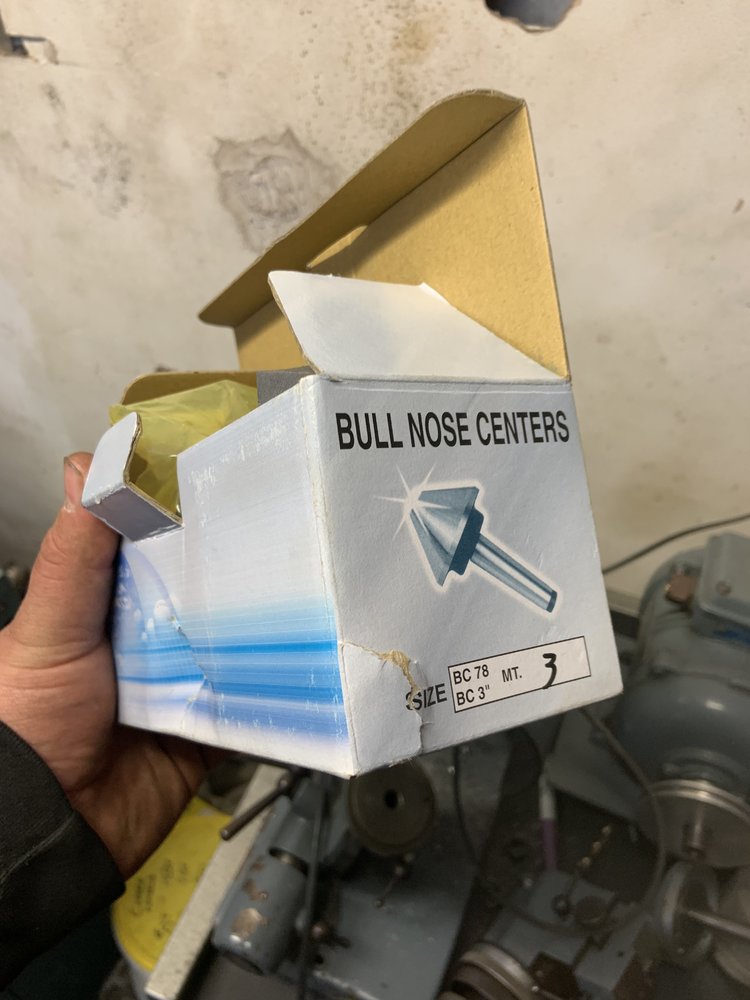 BULL NOSE CENTERS
SIZE
BC 78
BC 3"
MT. 3